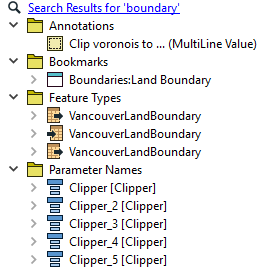 Search Results for 'boundary'
Annotations
Clip voronois to ... (MultiLine Value)
Bookmarks
Boundaries:Land Boundary
Feature Types
VancouverLandBoundary
VancouverLandBoundary
VancouverLandBoundary
Parameter Names
Clipper [Clipper]
Clipper_2 [Clipper]
Clipper_3 [Clipper]
Clipper_4 [Clipper]
Clipper_5 [Clipper]